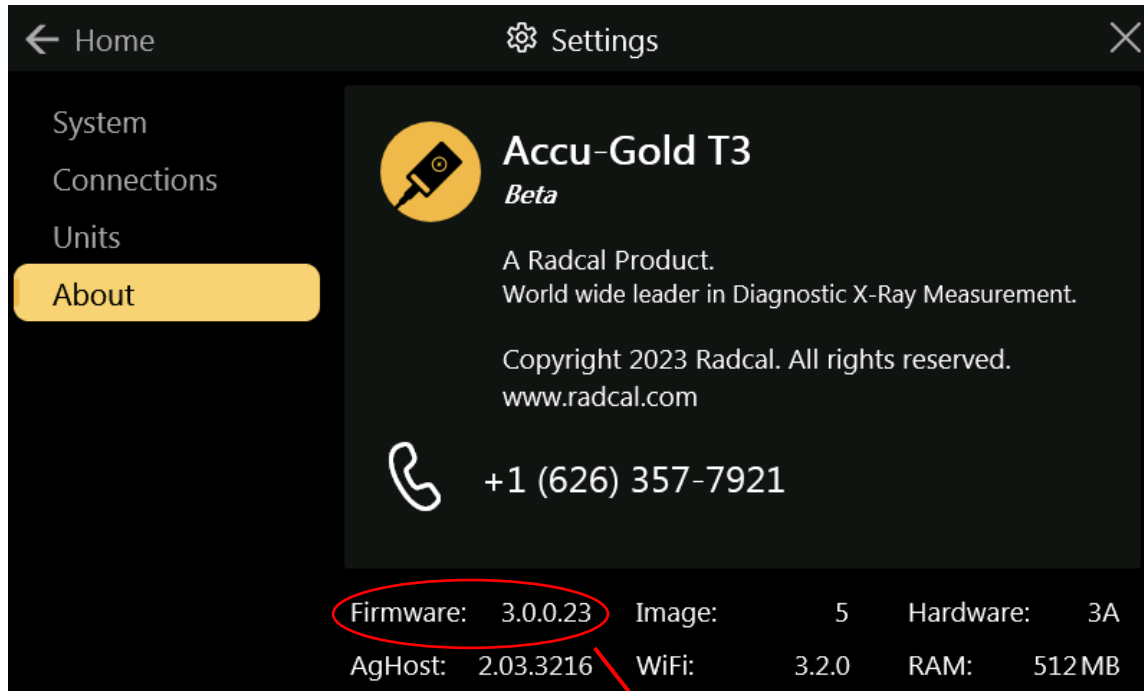 Home
Settings
System
Connections
Units
About
Accu-Gold T3
Beta
A Radcal Product.
World wide leader in Diagnostic X-Ray Measurement.
Copyright 2023 Radcal. All rights reserved.
www.radcal.com
+1 (626) 357-7921
Firmware: 3.0.0.23 Image: 5 Hardware: 3A
AgHost: 2.03.3216 WiFi: 3.2.0 RAM: 512 MB